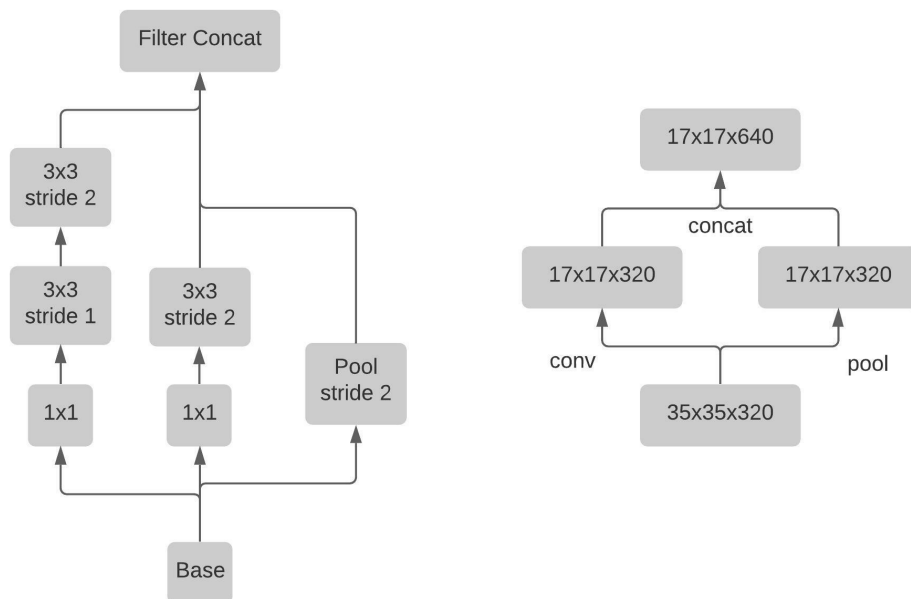 Filter Concat
3x3
stride 2
3x3
stride 1
3x3
stride 2
Pool
stride 2
1x1
1x1
Base
17x17x640
concat
17x17x320
17x17x320
conv
pool
35x35x320